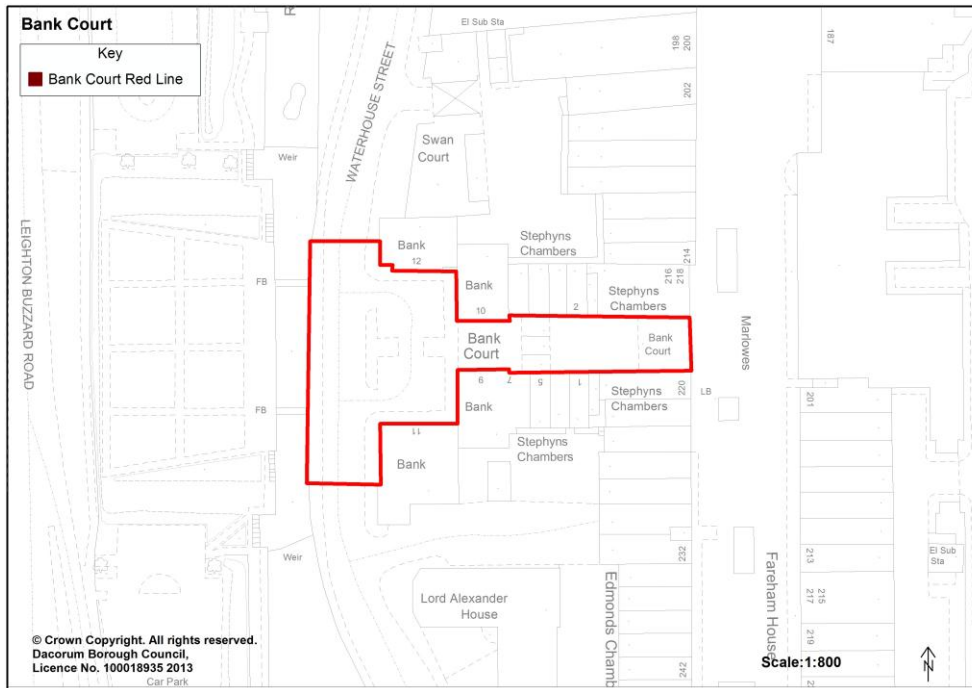 Bank Court
Key
Bank Court Red Line
El Sub Sta
187
198
200
202
WATERHOUSE STREET
Swan
Court
Weir
LEIGHTON BUZZARD ROAD
Stephyns
Chambers
214
216
218
Bank
12
FB
Bank
10
2
Stephyns
Chambers
Bank
Court
Bank
Court
Marlowes
9
7
5
1
220
LB
201
FB
11
Bank
Bank
Stephyns
Chambers
Stephyns
Chambers
Weir
232
213
215
217
219
El Sub
Sta
Lord Alexander
House
Edmonds Chamb
Fareham House
242
© Crown Copyright. All rights reserved.
Dacorum Borough Council,
Licence No. 100018935 2013
Car Park
Scale:1:800
N